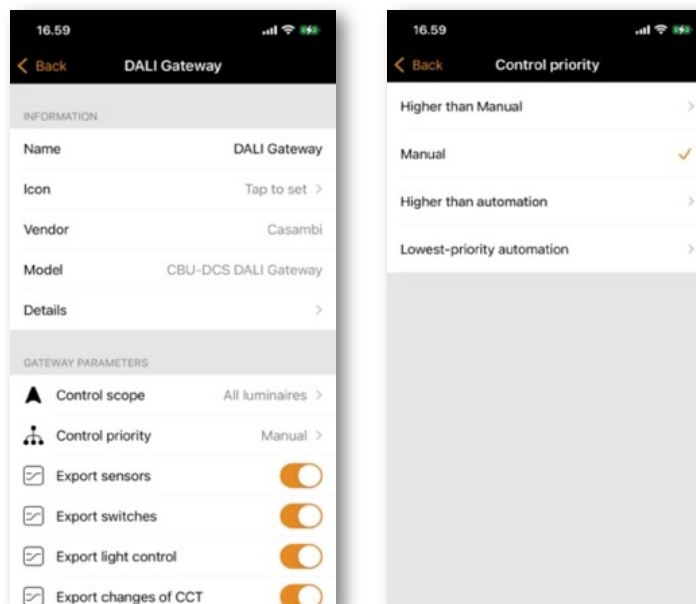 16.59
Back DALI Gateway
INFORMATION
Name DALI Gateway
Icon Tap to set >
Vendor Casambi
Model CBU-DCS DALI Gateway
Details >
GATEWAY PARAMETERS
Control scope All luminaires >
Control priority Manual >
Export sensors
Export switches
Export light control
Export changes of CCT
16.59
Back Control priority
Higher than Manual >
Manual
Higher than automation >
Lowest-priority automation >